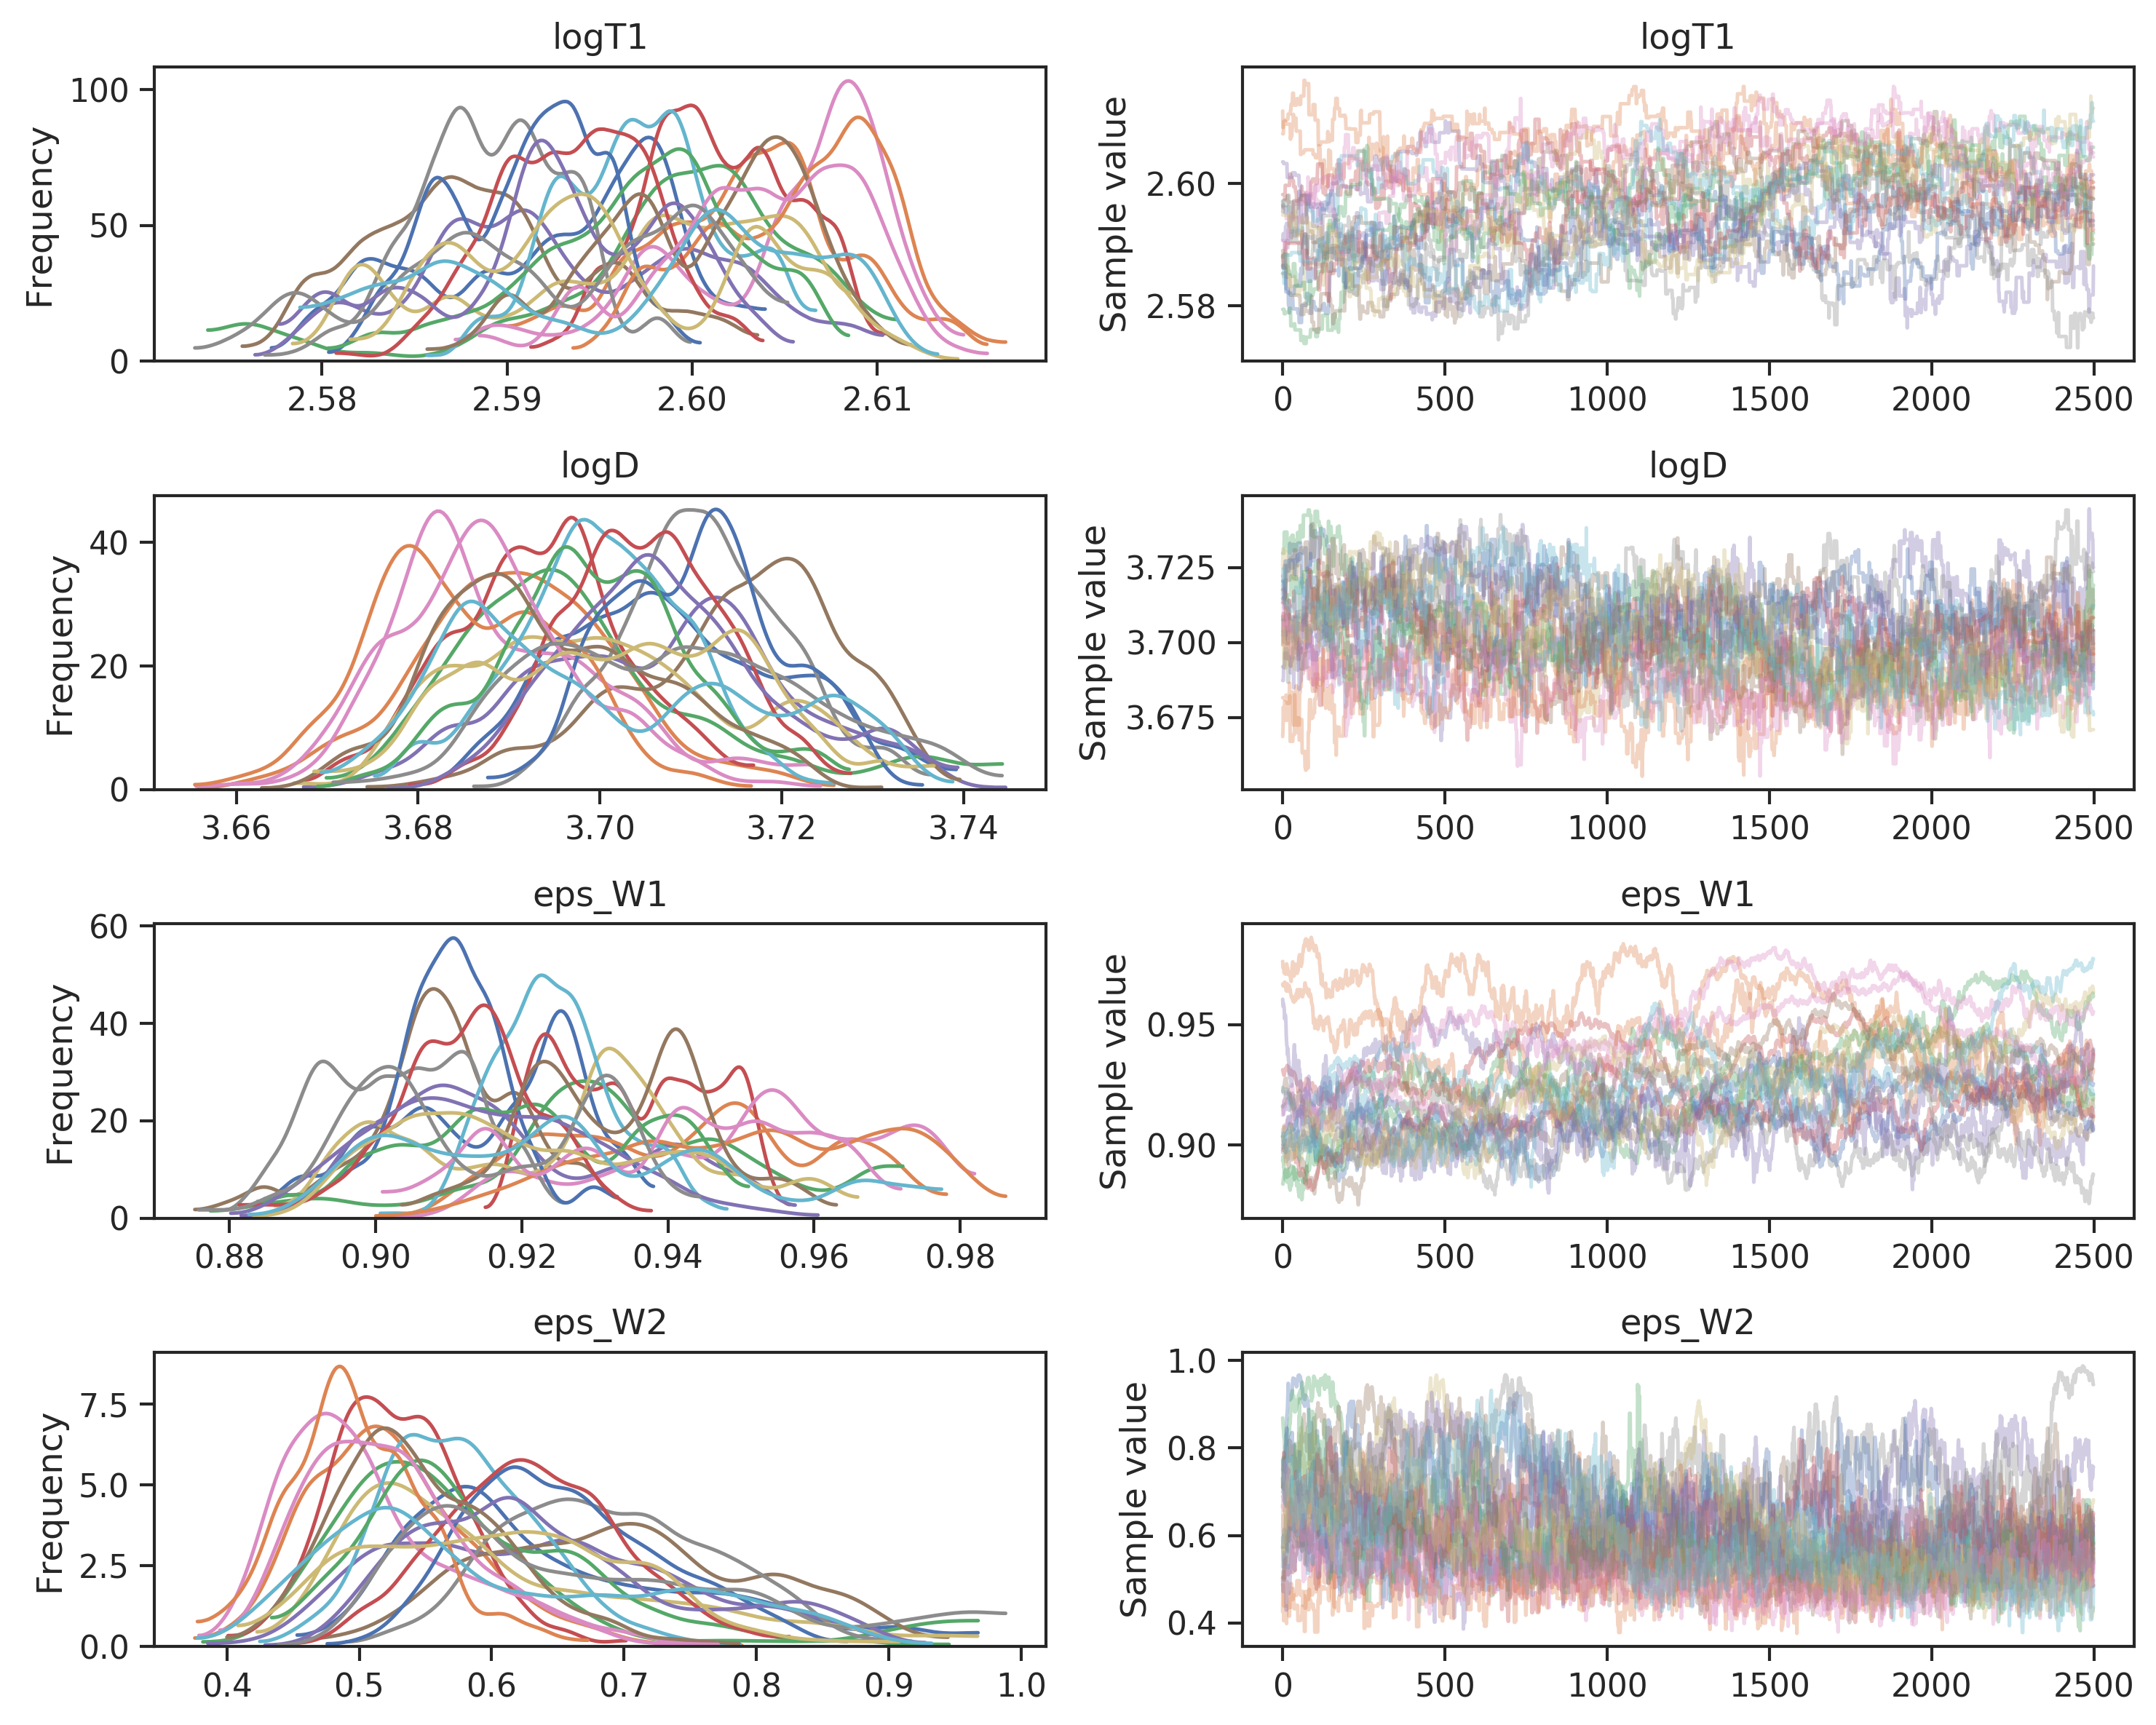 logT1
logT1
100
50
0
Frequency
2.58 2.59 2.60 2.61
2.60
2.58
Sample value
0 500 1000 1500 2000 2500
logD
logD
40
20
0
Frequency
3.66 3.68 3.70 3.72 3.74
3.725
3.700
3.675
Sample value
0 500 1000 1500 2000 2500
eps_W1
eps_W1
60
40
20
0
Frequency
0.88 0.90 0.92 0.94 0.96 0.98
0.95
0.90
Sample value
0 500 1000 1500 2000 2500
eps_W2
eps_W2
7.5
5.0
2.5
0.0
Frequency
0.4 0.5 0.6 0.7 0.8 0.9 1.0
1.0
0.8
0.6
0.4
Sample value
0 500 1000 1500 2000 2500